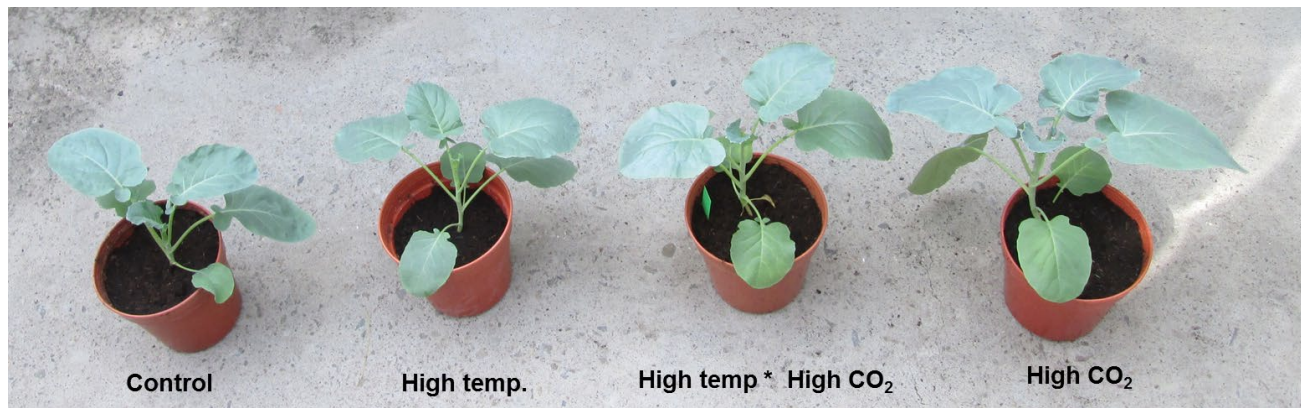 Control
High temp.
High temp * High CO₂
High CO₂